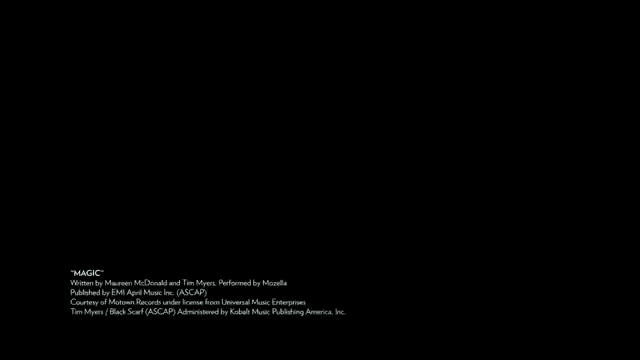 "MAGIC"
Written by Maureen McDonald and Tim Myers, Performed by Mozella
Published by EMI April Music Inc. (ASCAP)
Courtesy of Motown Records under license from Universal Music Enterprises
Tim Myers / Black Scarf (ASCAP) Administered by Kobalt Music Publishing America, Inc.